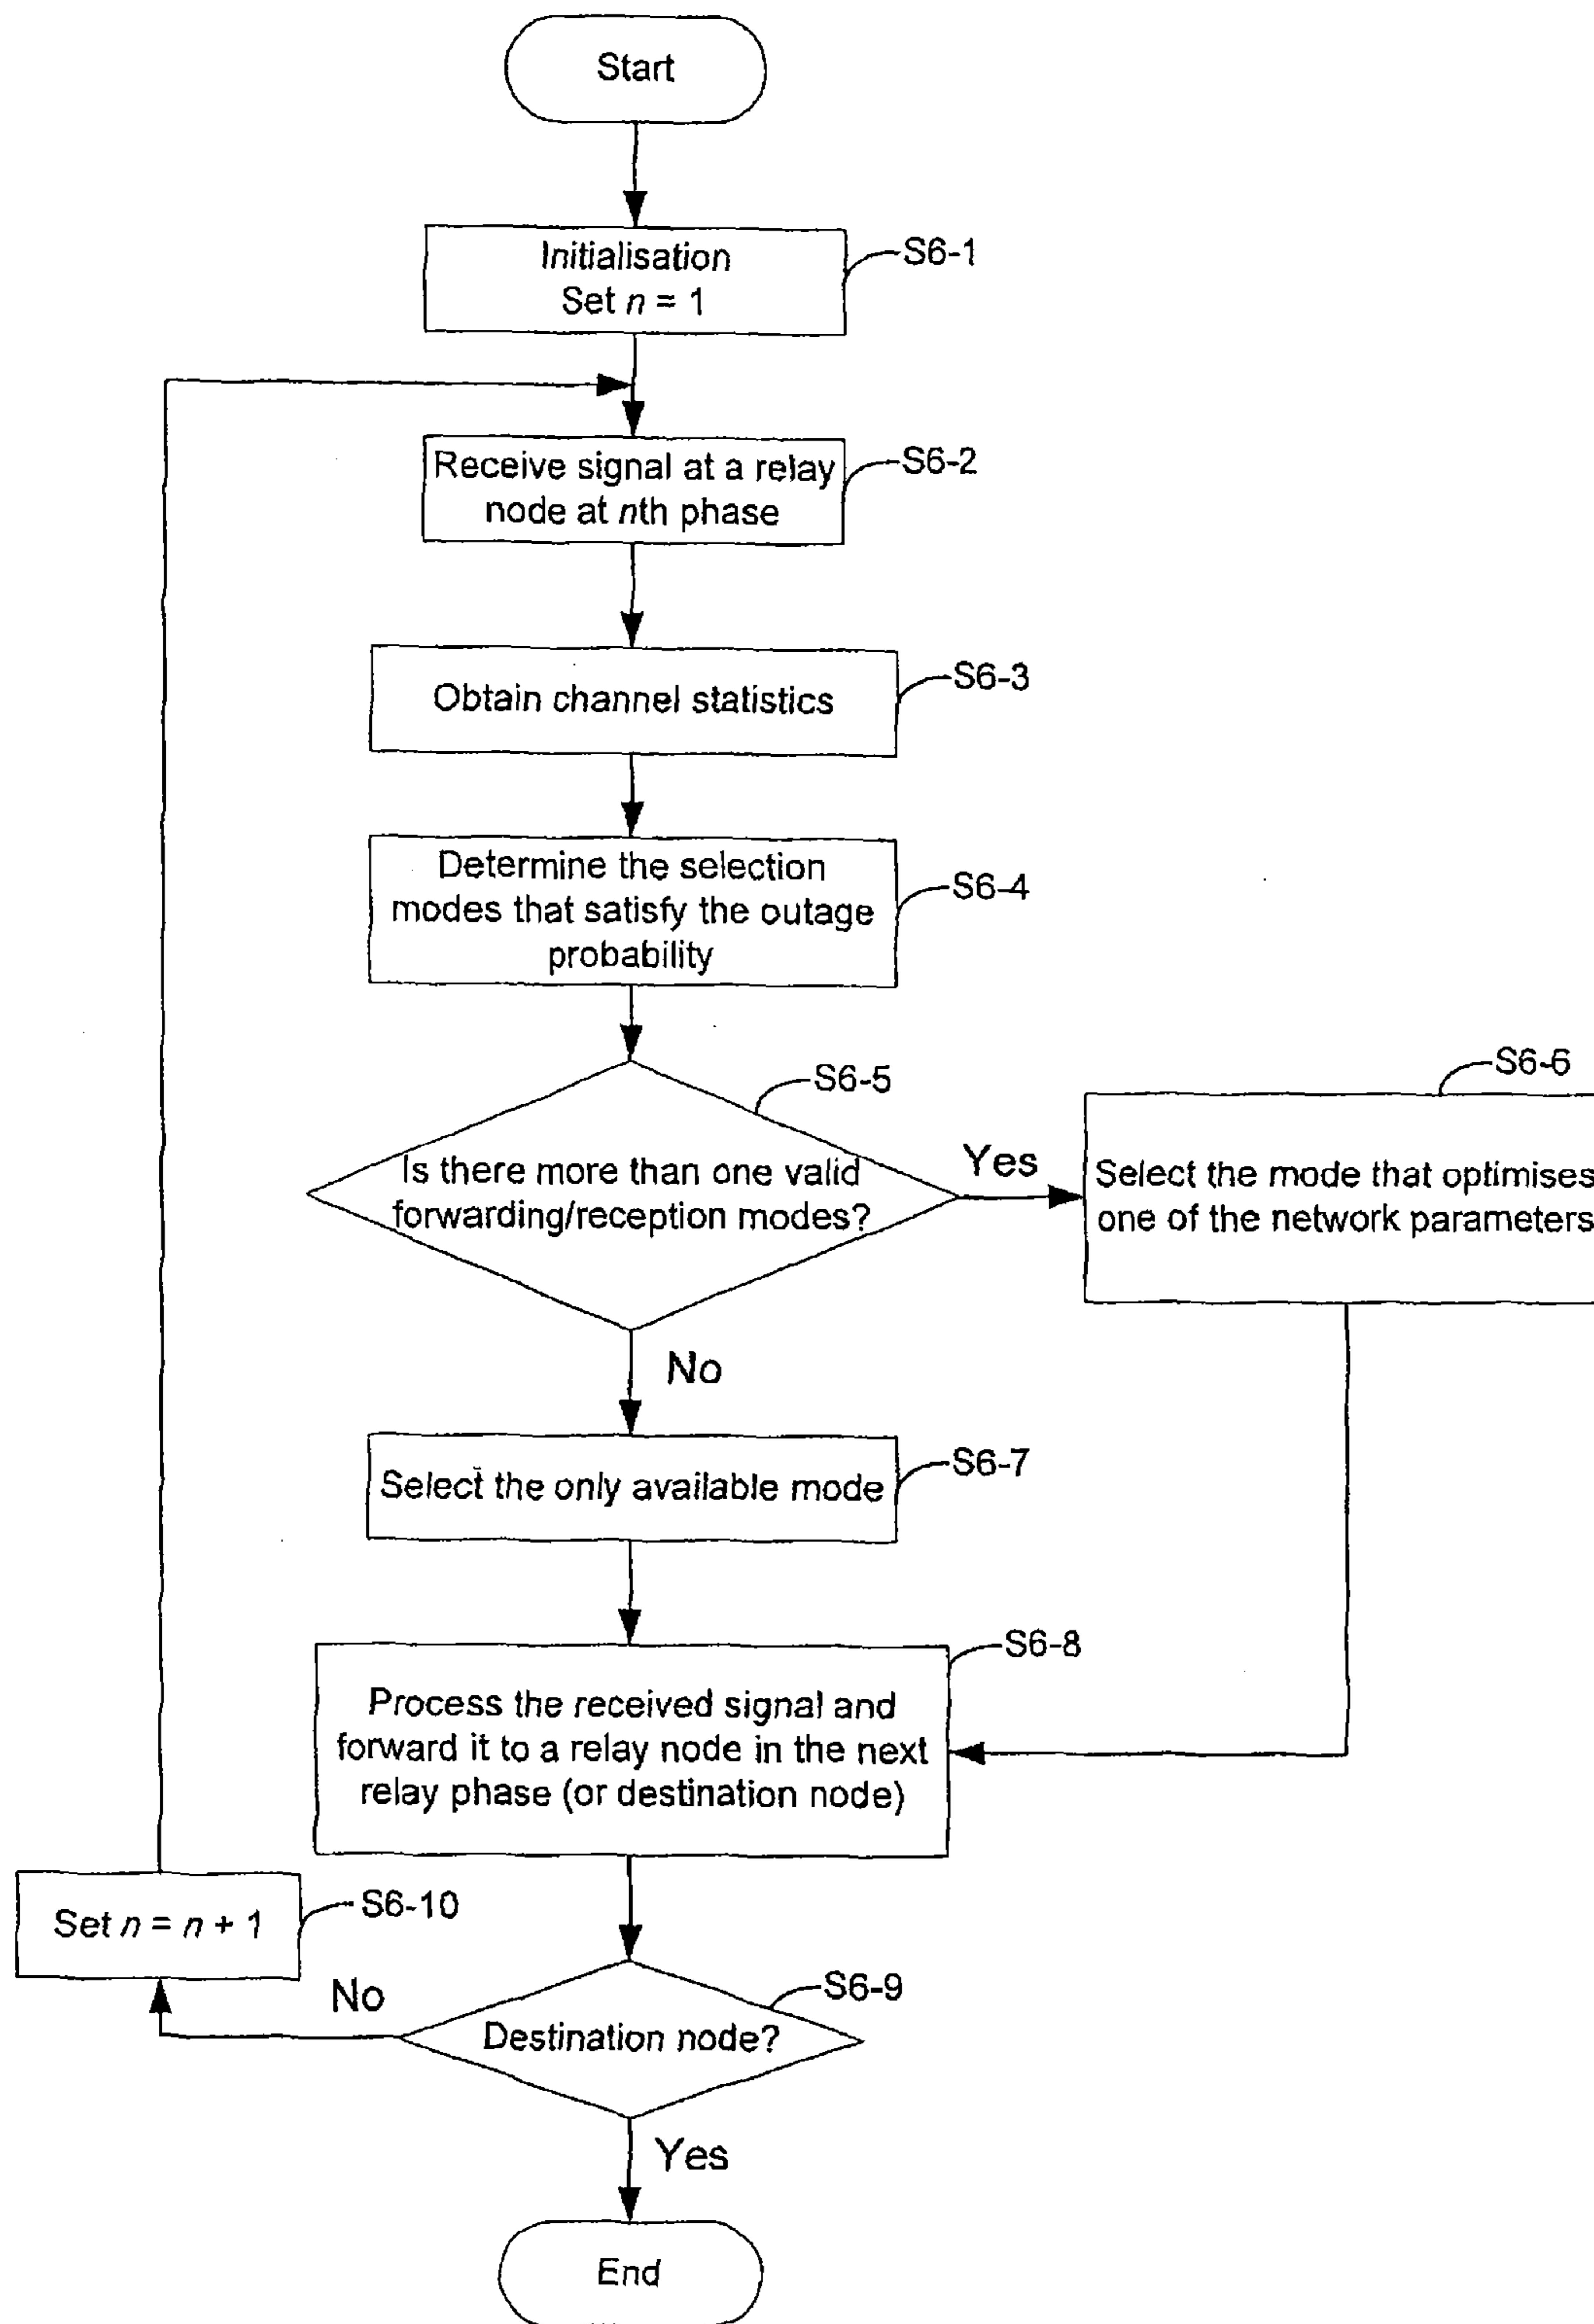 Start
Initialisation
Set n = 1
S6-1
Receive signal at a relay
node at nth phase
S6-2
Obtain channel statistics
S6-3
Determine the selection
modes that satisfy the outage
probability
S6-4
Is there more than one valid
forwarding/reception modes?
S6-5
Yes
Select the mode that optimises
one of the network parameters
S6-6
No
Select the only available mode
S6-7
Process the received signal and
forward it to a relay node in the next
relay phase (or destination node)
S6-8
Set n = n + 1
S6-10
No
Destination node?
S6-9
Yes
End